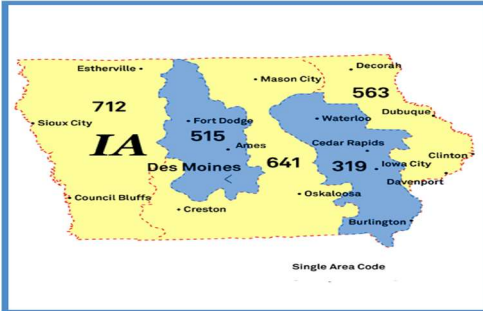 Estherville
Mason City
Decorah
712
563
Sioux City
Fort Dodge
Waterloo
Dubuque
515
IA
Ames
Cedar Rapids
Des Moines
641
319
Iowa City
Clinton
Davenport
Council Bluffs
Creston
Oskaloosa
Burlington
Single Area Code